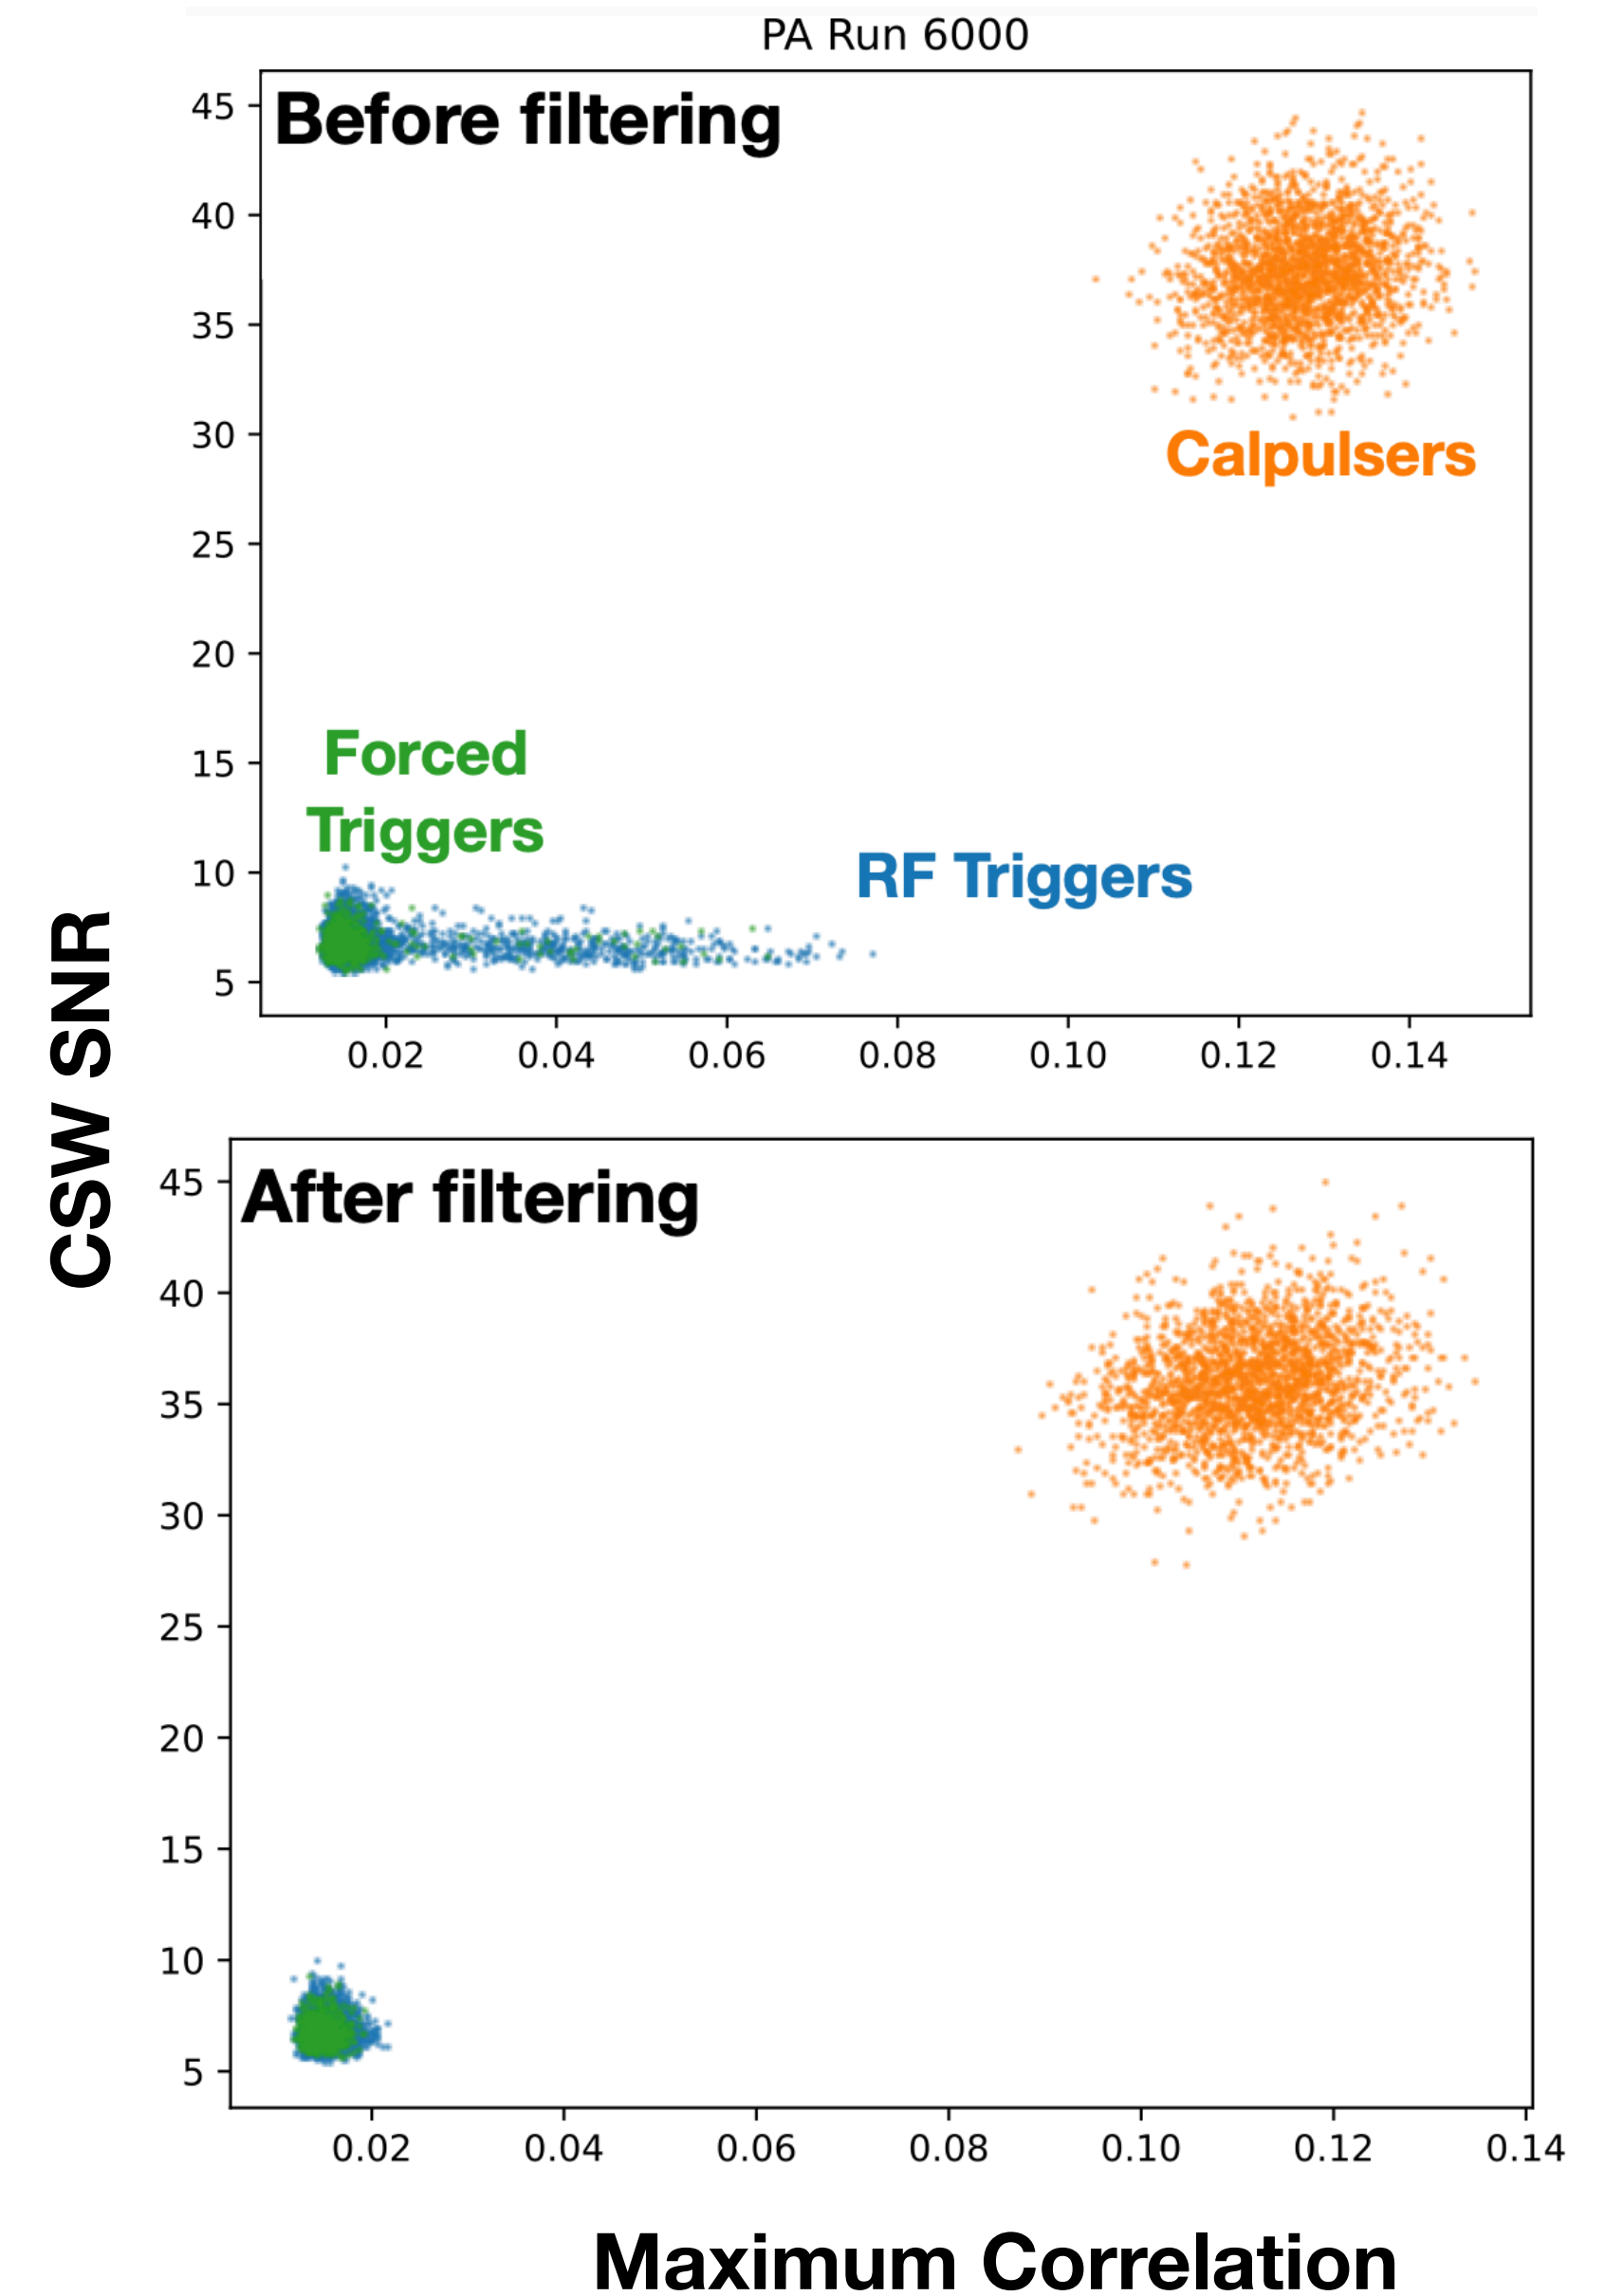 PA Run 6000
Before filtering
45
40
35
30
25
20
15
10
5
Calpulsers
Forced
Triggers
RF Triggers
0.02 0.04 0.06 0.08 0.10 0.12 0.14
CSW SNR
After filtering
45
40
35
30
25
20
15
10
5
0.02 0.04 0.06 0.08 0.10 0.12 0.14
Maximum Correlation